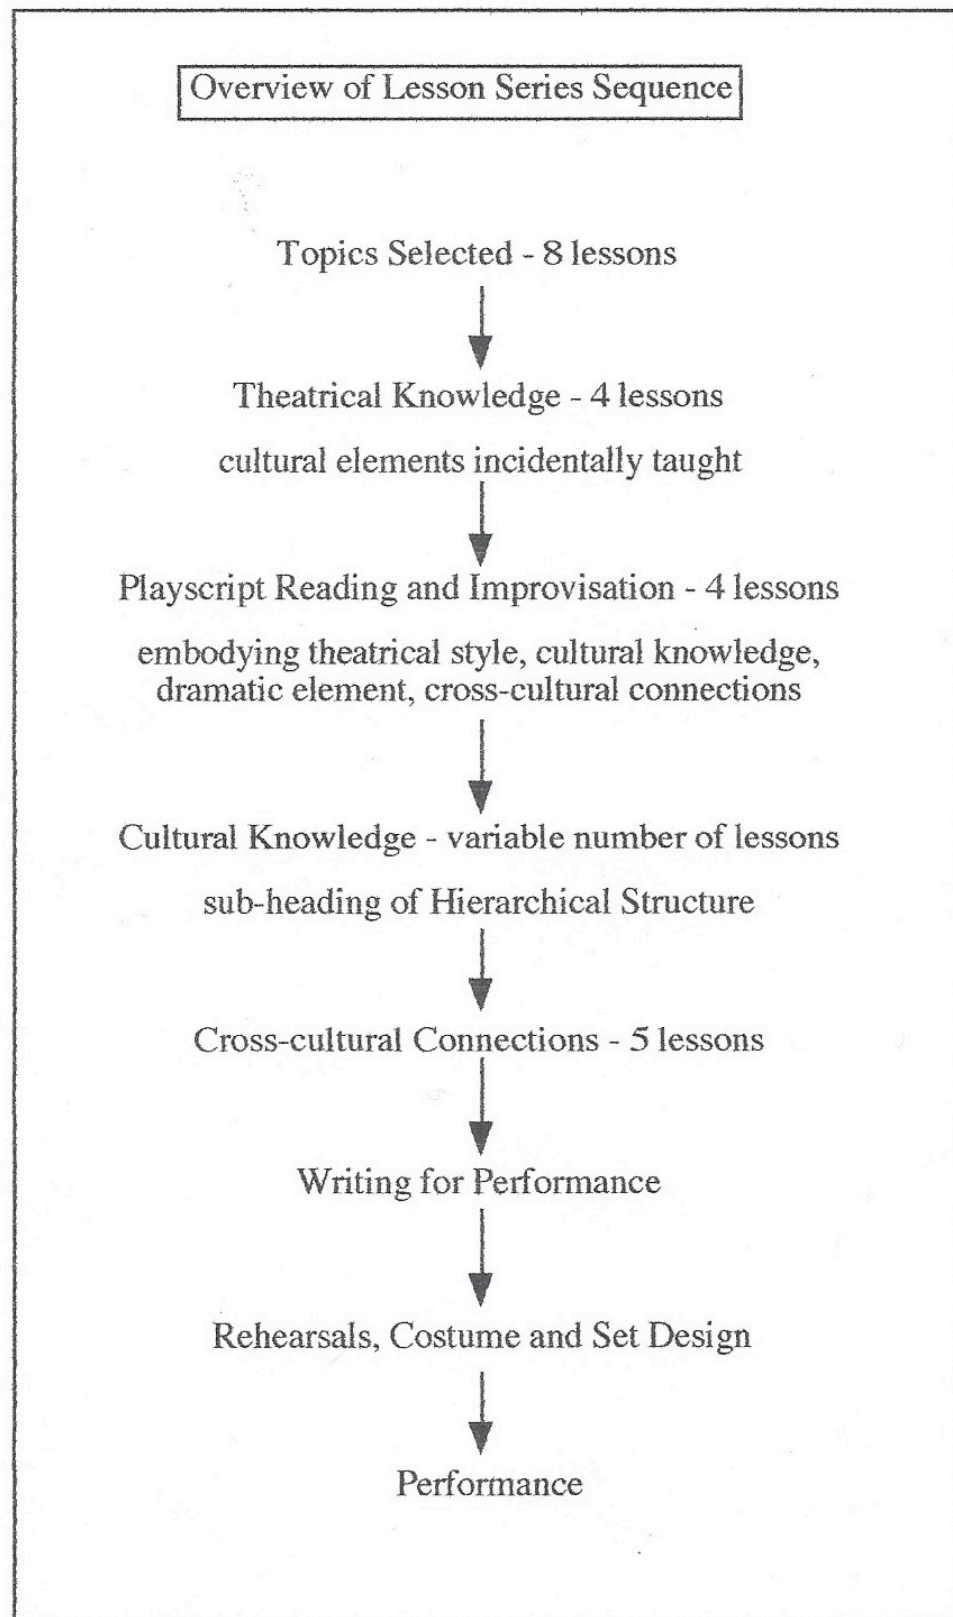 Overview of Lesson Series Sequence
Topics Selected - 8 lessons
Theatrical Knowledge - 4 lessons
cultural elements incidentally taught
Playscript Reading and Improvisation - 4 lessons
embodying theatrical style, cultural knowledge,
dramatic element, cross-cultural connections
Cultural Knowledge - variable number of lessons
sub-heading of Hierarchical Structure
Cross-cultural Connections - 5 lessons
Writing for Performance
Rehearsals, Costume and Set Design
Performance